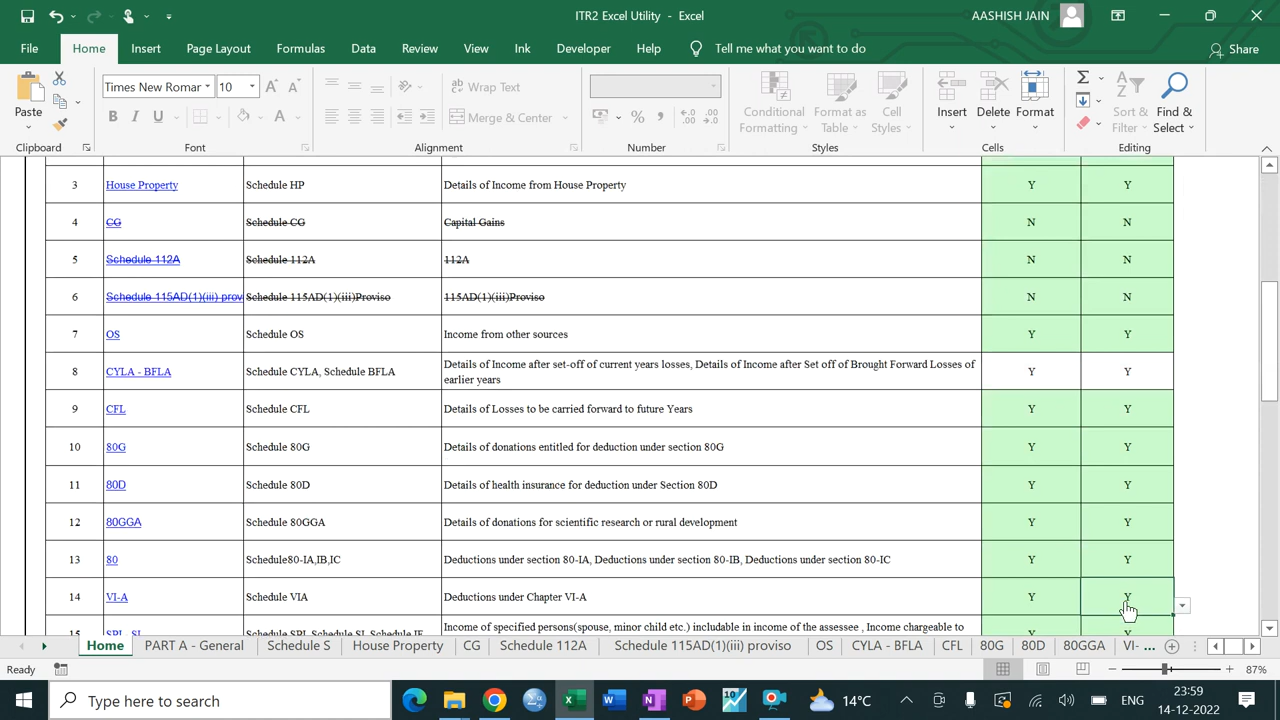 ITR2 Excel Utility - Excel
AASHISH JAIN
File Home Insert Page Layout Formulas Data Review View Ink Developer Help Tell me what you want to do Share
Paste
Times New Romar 10
Wrap Text
Merge & Center
Conditional Formatting
Format as Table
Cell Styles
Insert Delete Format
Sort & Filter
Find & Select
Clipboard Font Alignment Number Styles Cells Editing
3 House Property Schedule HP Details of Income from House Property Y Y
4 CG Schedule CG Capital Gains N N
5 Schedule 112A Schedule 112A 112A N N
6 Schedule 115AD(1)(iii) prov Schedule 115AD(1)(iii)Proviso 115AD(1)(iii)Proviso N N
7 OS Schedule OS Income from other sources Y Y
8 CYLA - BFLA Schedule CYLA, Schedule BFLA Details of Income after set-off of current years losses, Details of Income after Set off of Brought Forward Losses of
earlier years Y Y
9 CFL Schedule CFL Details of Losses to be carried forward to future Years Y Y
10 80G Schedule 80G Details of donations entitled for deduction under section 80G Y Y
11 80D Schedule 80D Details of health insurance for deduction under Section 80D Y Y
12 80GGA Schedule 80GGA Details of donations for scientific research or rural development Y Y
13 80 Schedule80-IA,IB,IC Deductions under section 80-IA, Deductions under section 80-IB, Deductions under section 80-IC Y Y
14 VI-A Schedule VIA Deductions under Chapter VI-A Y Y
15 SPI - SI Schedule SPI, Schedule SI, Schedule IF Income of specified persons(spouse, minor child etc.) includable in income of the assessee , Income chargeable to Y Y
Home PART A - General Schedule S House Property CG Schedule 112A Schedule 115AD(1)(iii) proviso OS CYLA - BFLA CFL 80G 80D 80GGA VI- ...
Ready
87%
Type here to search
14°C
ENG
23:59
14-12-2022